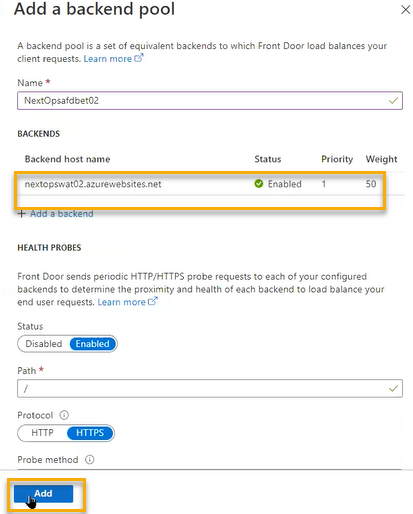 Add a backend pool
A backend pool is a set of equivalent backends to which Front Door load balances your
client requests. Learn more
Name *
NextOpsafdbet02
BACKENDS
Backend host name Status Priority Weight
nextopswat02.azurewebsites.net Enabled 1 50
+ Add a backend
HEALTH PROBES
Front Door sends periodic HTTP/HTTPS probe requests to each of your configured
backends to determine the proximity and health of each backend to load balance your
end user requests. Learn more
Status
Disabled Enabled
Path *
/
Protocol
HTTP HTTPS
Probe method
Add